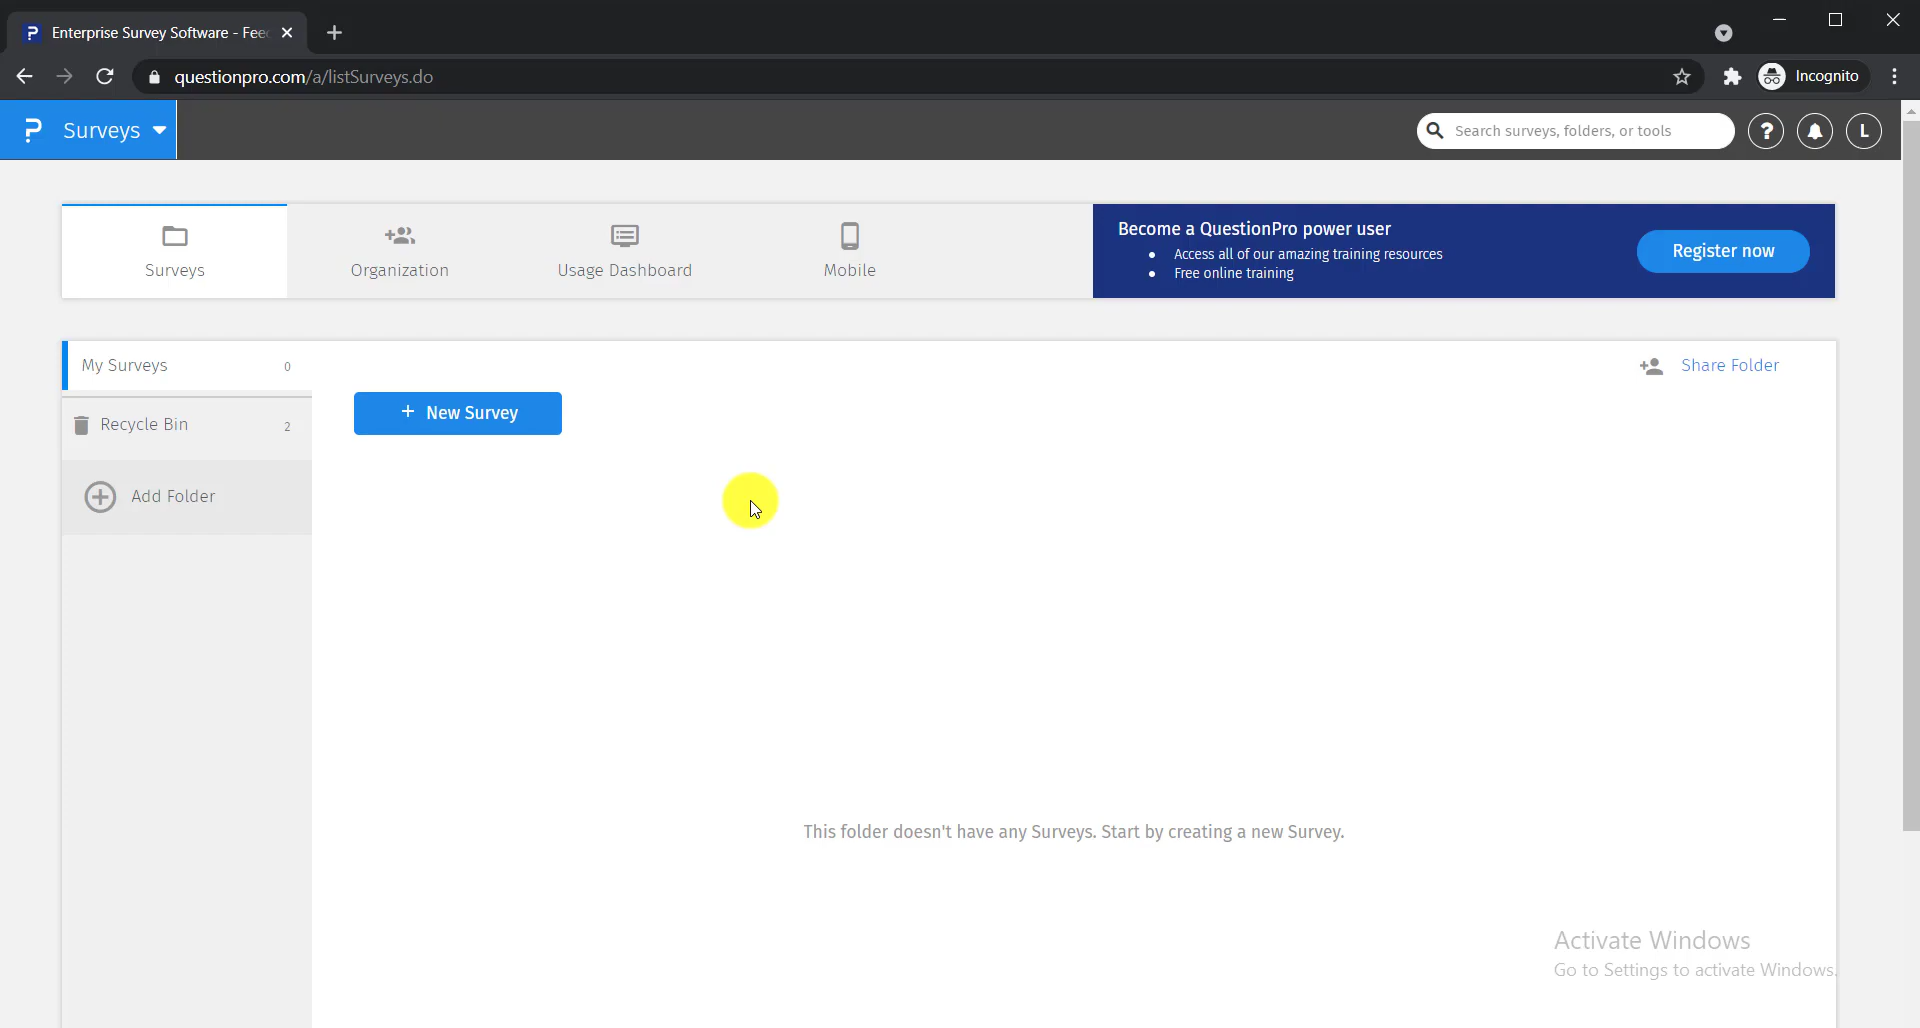 Enterprise Survey Software - Fee
questionpro.com/a/listSurveys.do
Incognito
Surveys
Search surveys, folders, or tools
?
L
Surveys
Organization
Usage Dashboard
Mobile
Become a QuestionPro power user
• Access all of our amazing training resources
• Free online training
Register now
My Surveys 0
Share Folder
+ New Survey
Recycle Bin 2
Add Folder
This folder doesn't have any Surveys. Start by creating a new Survey.
Activate Windows
Go to Settings to activate Windows.